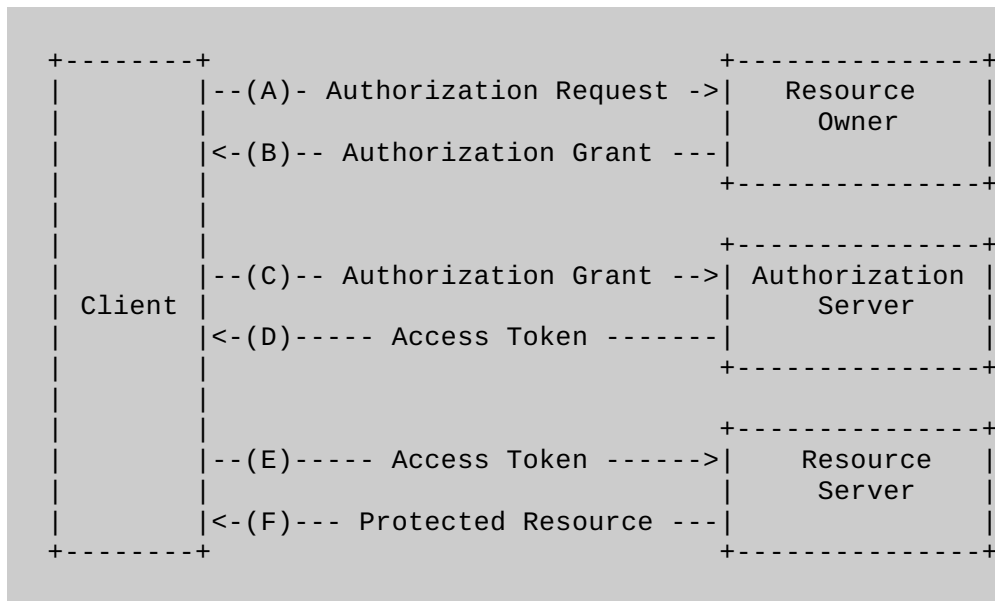 +--------+                               +---------------+
|        |--(A)- Authorization Request ->|   Resource    |
|        |                               |     Owner     |
|        |<-(B)-- Authorization Grant ---|               |
|        |                               +---------------+
|        |
|        |                               +---------------+
|        |--(C)-- Authorization Grant -->| Authorization |
| Client |                               |     Server    |
|        |<-(D)----- Access Token -------|               |
|        |                               +---------------+
|        |
|        |                               +---------------+
|        |--(E)----- Access Token ------>|    Resource   |
|        |                               |     Server    |
|        |<-(F)--- Protected Resource ---|               |
+--------+                               +---------------+